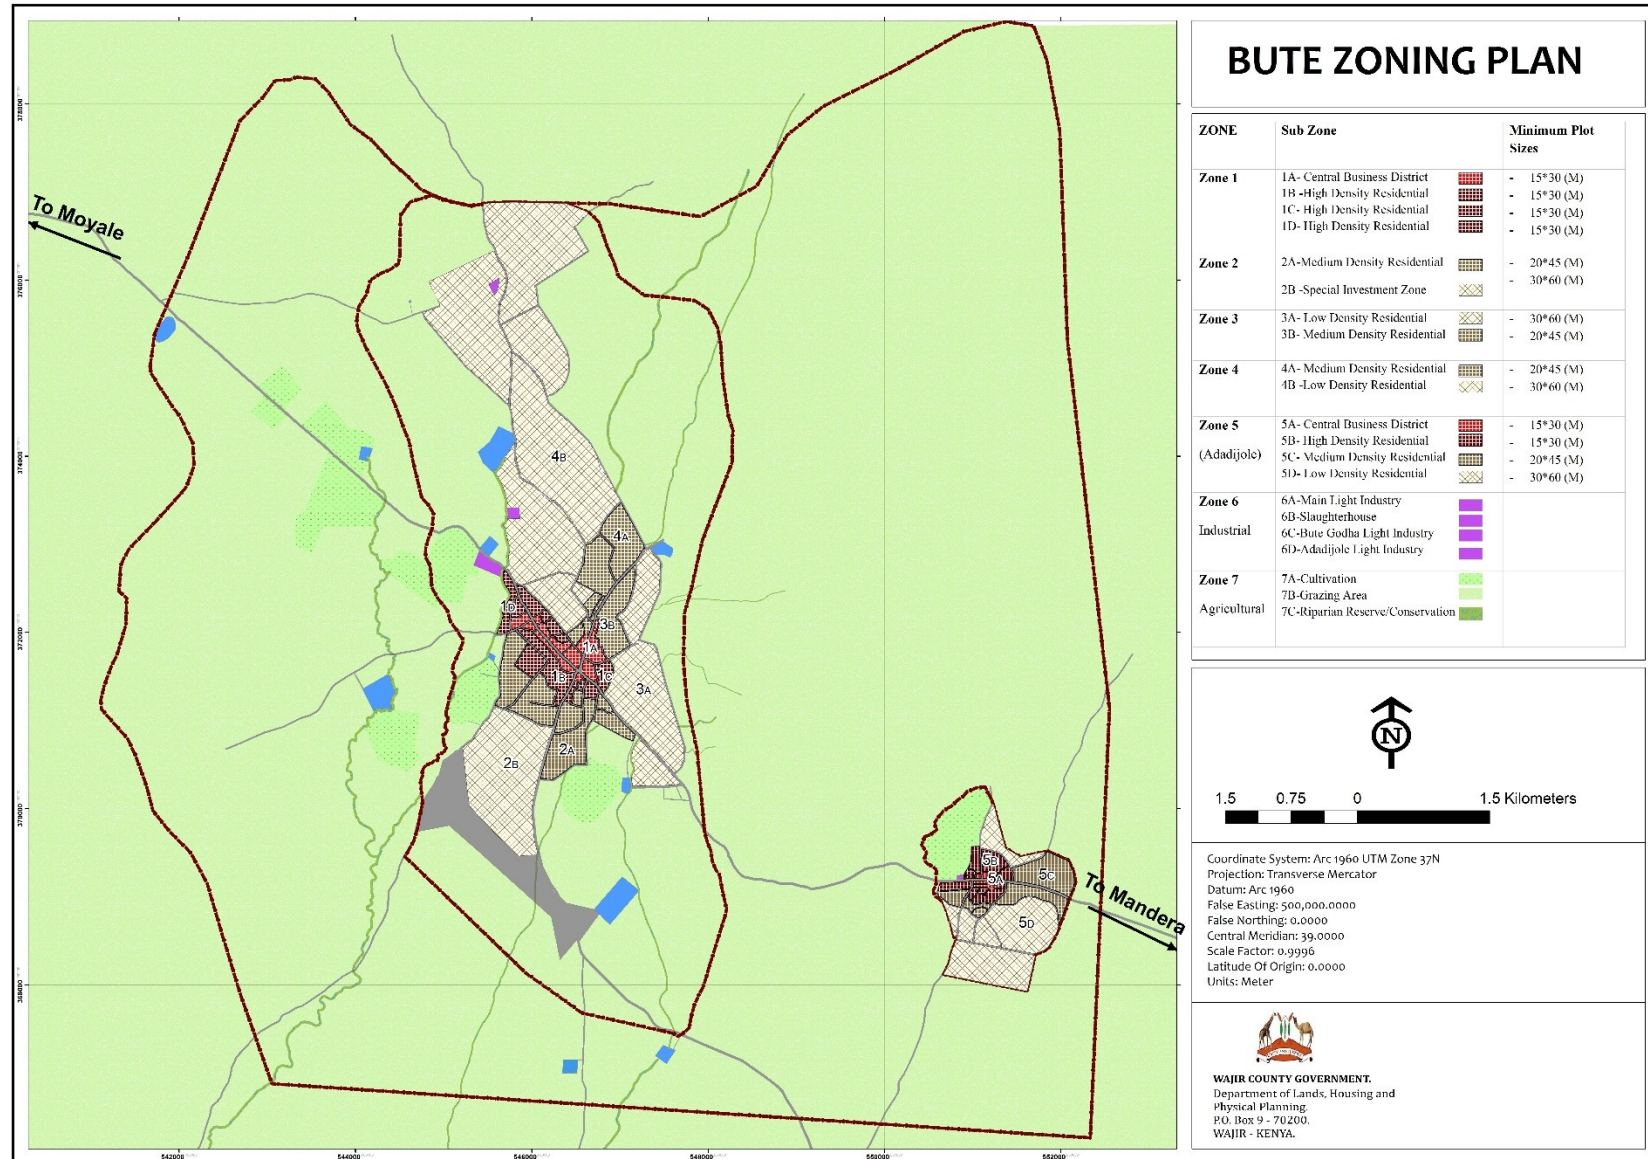 BUTE ZONING PLAN
ZONE Sub Zone Minimum Plot Sizes
Zone 1 1A- Central Business District - 15*30 (M)
1B -High Density Residential - 15*30 (M)
1C- High Density Residential - 15*30 (M)
1D- High Density Residential - 15*30 (M)
Zone 2 2A-Medium Density Residential - 20*45 (M)
2B -Special Investment Zone - 30*60 (M)
Zone 3 3A- Low Density Residential - 30*60 (M)
3B- Medium Density Residential - 20*45 (M)
Zone 4 4A- Medium Density Residential - 20*45 (M)
4B -Low Density Residential - 30*60 (M)
Zone 5 5A- Central Business District - 15*30 (M)
5B- High Density Residential - 15*30 (M)
(Adadijole) 5C- Medium Density Residential - 20*45 (M)
5D- Low Density Residential - 30*60 (M)
Zone 6 6A-Main Light Industry
6B-Slaughterhouse
Industrial 6C-Bute Godha Light Industry
6D-Adadijole Light Industry
Zone 7 7A-Cultivation
7B-Grazing Area
Agricultural 7C-Riparian Reserve/Conservation
N
1.5 0.75 0 1.5 Kilometers
Coordinate System: Arc 1960 UTM Zone 37N
Projection: Transverse Mercator
Datum: Arc 1960
False Easting: 500,000.0000
False Northing: 0.0000
Central Meridian: 39.0000
Scale Factor: 0.9996
Latitude Of Origin: 0.0000
Units: Meter
WAJIR COUNTY GOVERNMENT.
Department of Lands, Housing and
Physical Planning.
P.O. Box 9 - 70200.
WAJIR - KENYA.
To Moyale
To Mandera
4B
4A
1D
3B
1A
1B
1C
3A
2A
2B
5B
5A
5C
5D